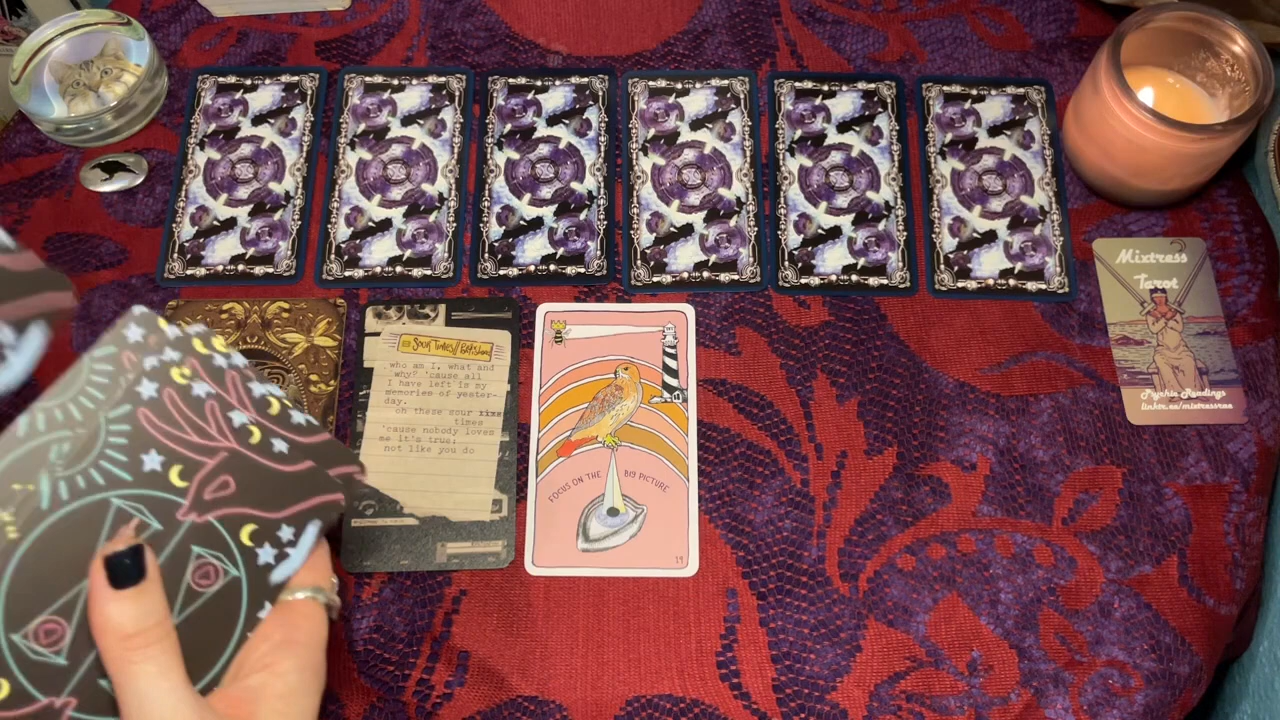 Mixtress
Tarot
Psychic Readings
linktr.ee/mixtressrae
Sour Times//Portishead
who am I, what and
why? 'cause all
I have left is my
memories of yester-
day.
oh these sour
times
'cause nobody loves
me it's true;
not like you do
FOCUS ON THE BIG PICTURE
19